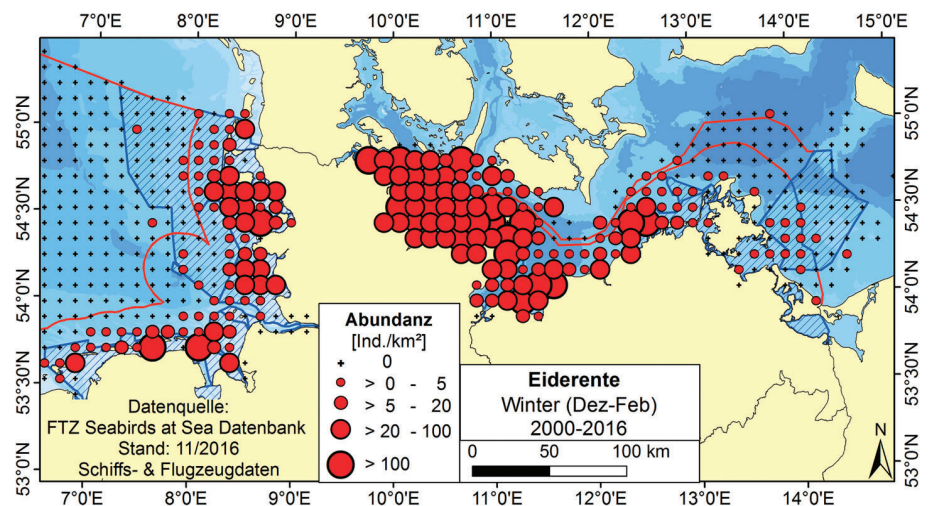 7°0'E 8°0'E 9°0'E 10°0'E 11°0'E 12°0'E 13°0'E 14°0'E 15°0'E
55°0'N 55°0'N
54°30'N 54°30'N
54°0'N 54°0'N
53°30'N 53°30'N
53°0'N 53°0'N
Datenquelle:
FTZ Seabirds at Sea Datenbank
Stand: 11/2016
Schiffs- & Flugzeugdaten
Abundanz
[Ind./km²]
0
> 0 - 5
> 5 - 20
> 20 - 100
> 100
Eiderente
Winter (Dez-Feb)
2000-2016
0 50 100 km
N
7°0'E 8°0'E 9°0'E 10°0'E 11°0'E 12°0'E 13°0'E 14°0'E